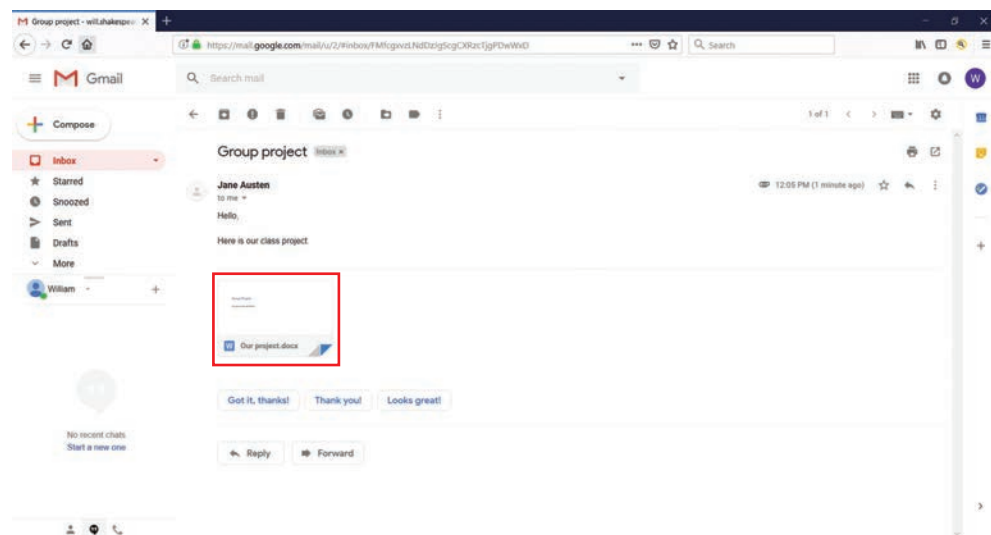 Group project - will.shakespea
https://mail.google.com/mail/u/2/#inbox/FMfcgxvzLNdDzlgScgCXRzcTjgPDwWxD
Search
Gmail
Search mail
Compose
1 of 1
Inbox
Group project Inbox x
Starred
Jane Austen
12:05 PM (1 minute ago)
to me
Snoozed
Hello,
Sent
Drafts
Here is our class project
More
William
W
Our project.docx
Got it, thanks!
Thank you!
Looks great!
No recent chats
Start a new one
Reply
Forward